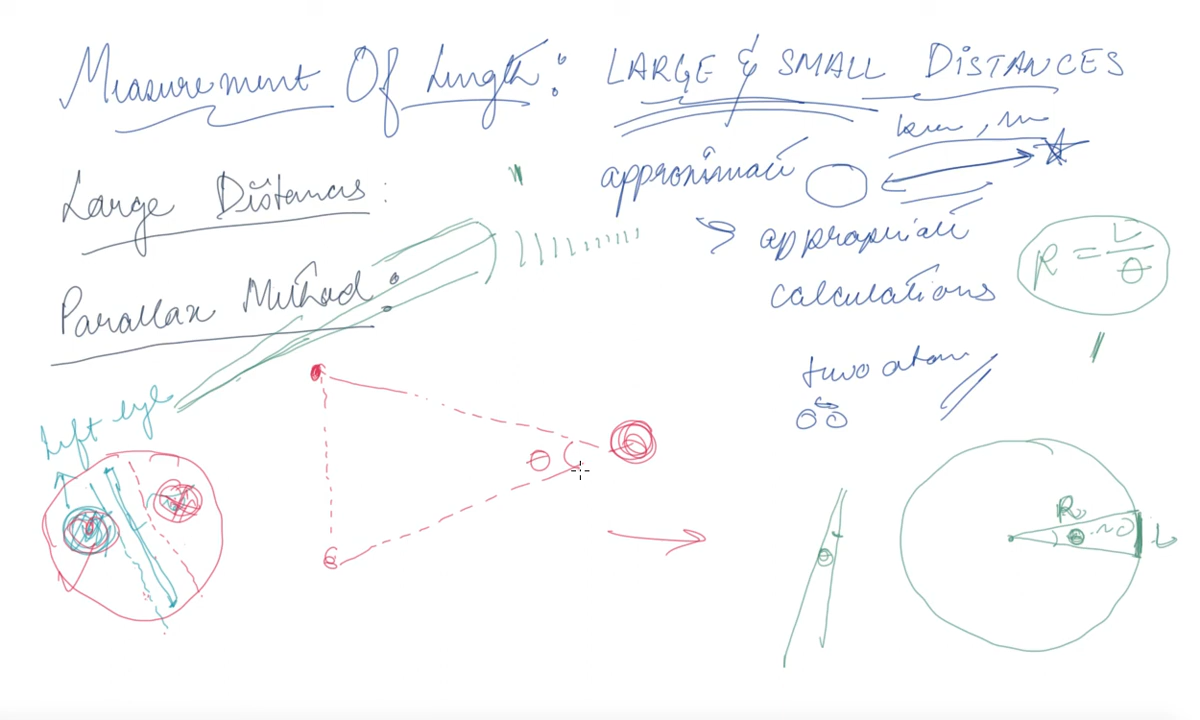 Measurement Of Length: LARGE & SMALL DISTANCES
km, m
approximate
Large Distances:
appropriate
calculations
R = L/θ
Parallax Method:
two atom
Left eye
θ
θ
R
θ
L